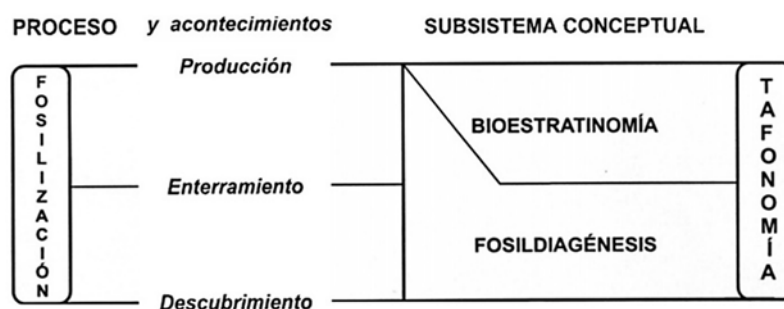 PROCESO y acontecimientos SUBSISTEMA CONCEPTUAL
Producción
FOSILIZACIÓN
BIOESTRATINOMÍA
Enterramiento
TAFONOMÍA
FOSILDIAGÉNESIS
Descubrimiento